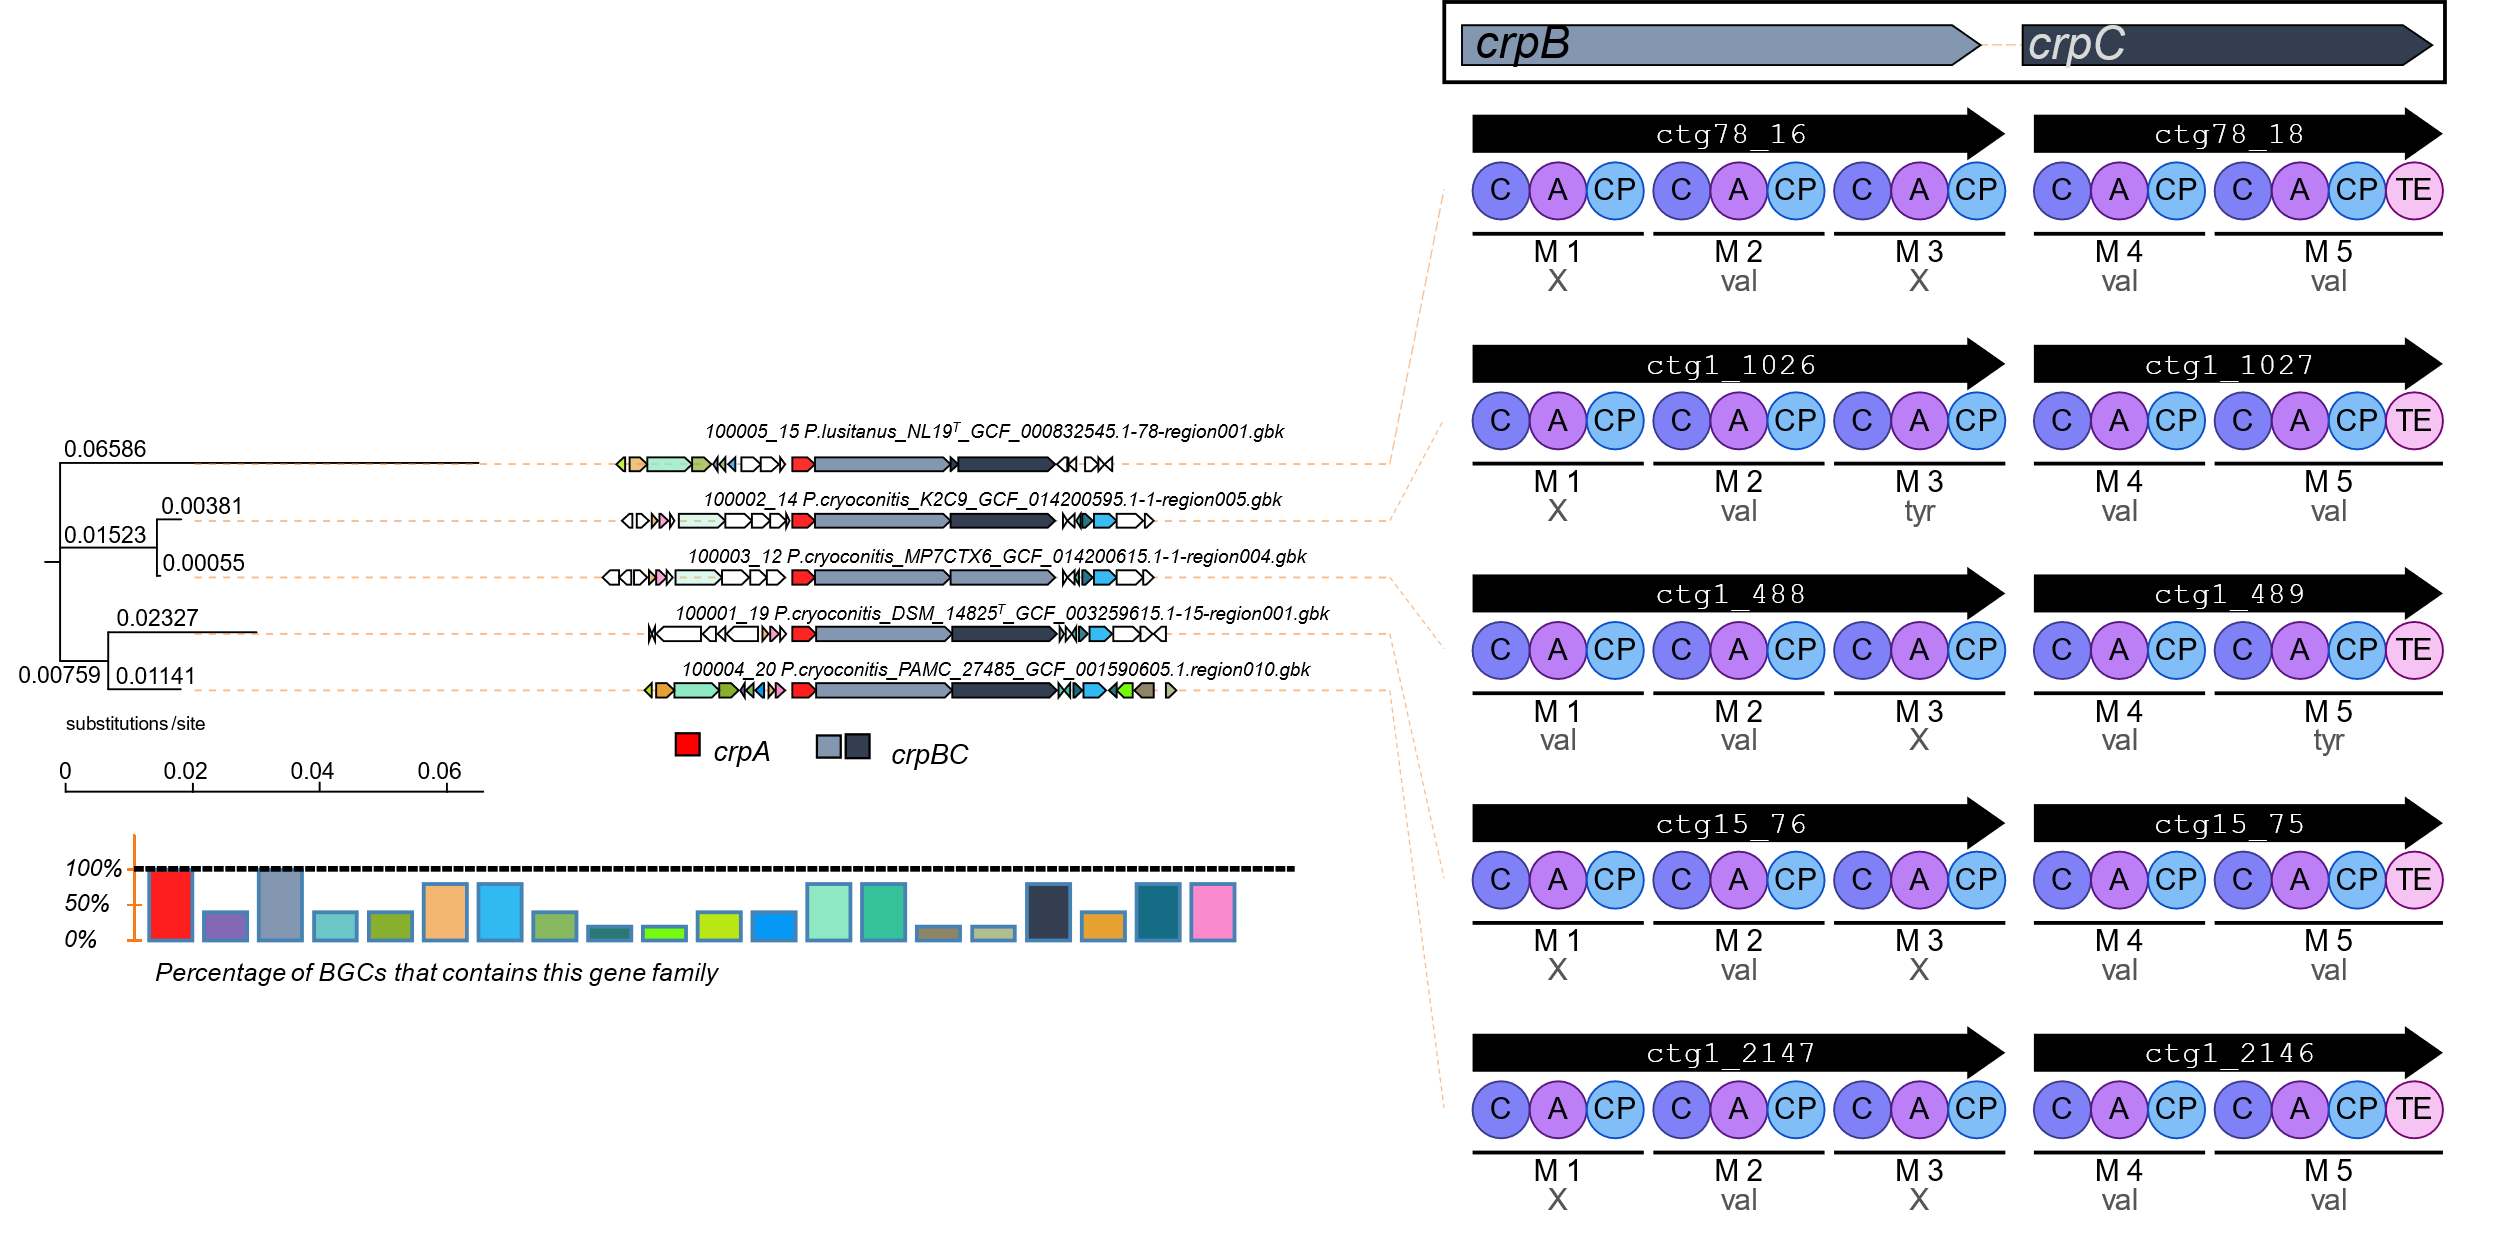 crpB crpC
0.06586
0.00381
0.01523
0.00055
0.02327
0.00759
0.01141
substitutions/site
0 0.02 0.04 0.06
100005_15 P.lusitanus_NL19T_GCF_000832545.1-78-region001.gbk
100002_14 P.cryoconitis_K2C9_GCF_014200595.1-1-region005.gbk
100003_12 P.cryoconitis_MP7CTX6_GCF_014200615.1-1-region004.gbk
100001_19 P.cryoconitis_DSM_14825T_GCF_003259615.1-15-region001.gbk
100004_20 P.cryoconitis_PAMC_27485_GCF_001590605.1.region010.gbk
crpA crpBC
100%
50%
0%
Percentage of BGCs that contains this gene family
ctg78_16 ctg78_18
C A CP C A CP C A CP C A CP C A CP TE
M 1 M 2 M 3 M 4 M 5
X val X val val
ctg1_1026 ctg1_1027
C A CP C A CP C A CP C A CP C A CP TE
M 1 M 2 M 3 M 4 M 5
X val tyr val val
ctg1_488 ctg1_489
C A CP C A CP C A CP C A CP C A CP TE
M 1 M 2 M 3 M 4 M 5
val val X val tyr
ctg15_76 ctg15_75
C A CP C A CP C A CP C A CP C A CP TE
M 1 M 2 M 3 M 4 M 5
X val X val val
ctg1_2147 ctg1_2146
C A CP C A CP C A CP C A CP C A CP TE
M 1 M 2 M 3 M 4 M 5
X val X val val